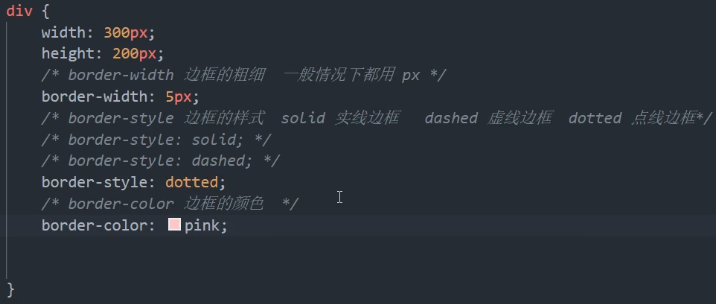 div {
width: 300px;
height: 200px;
/* border-width 边框的粗细 一般情况下都用 px */
border-width: 5px;
/* border-style 边框的样式 solid 实线边框 dashed 虚线边框 dotted 点线边框*/
/* border-style: solid; */
/* border-style: dashed; */
border-style: dotted;
/* border-color 边框的颜色 */
border-color: pink;
}